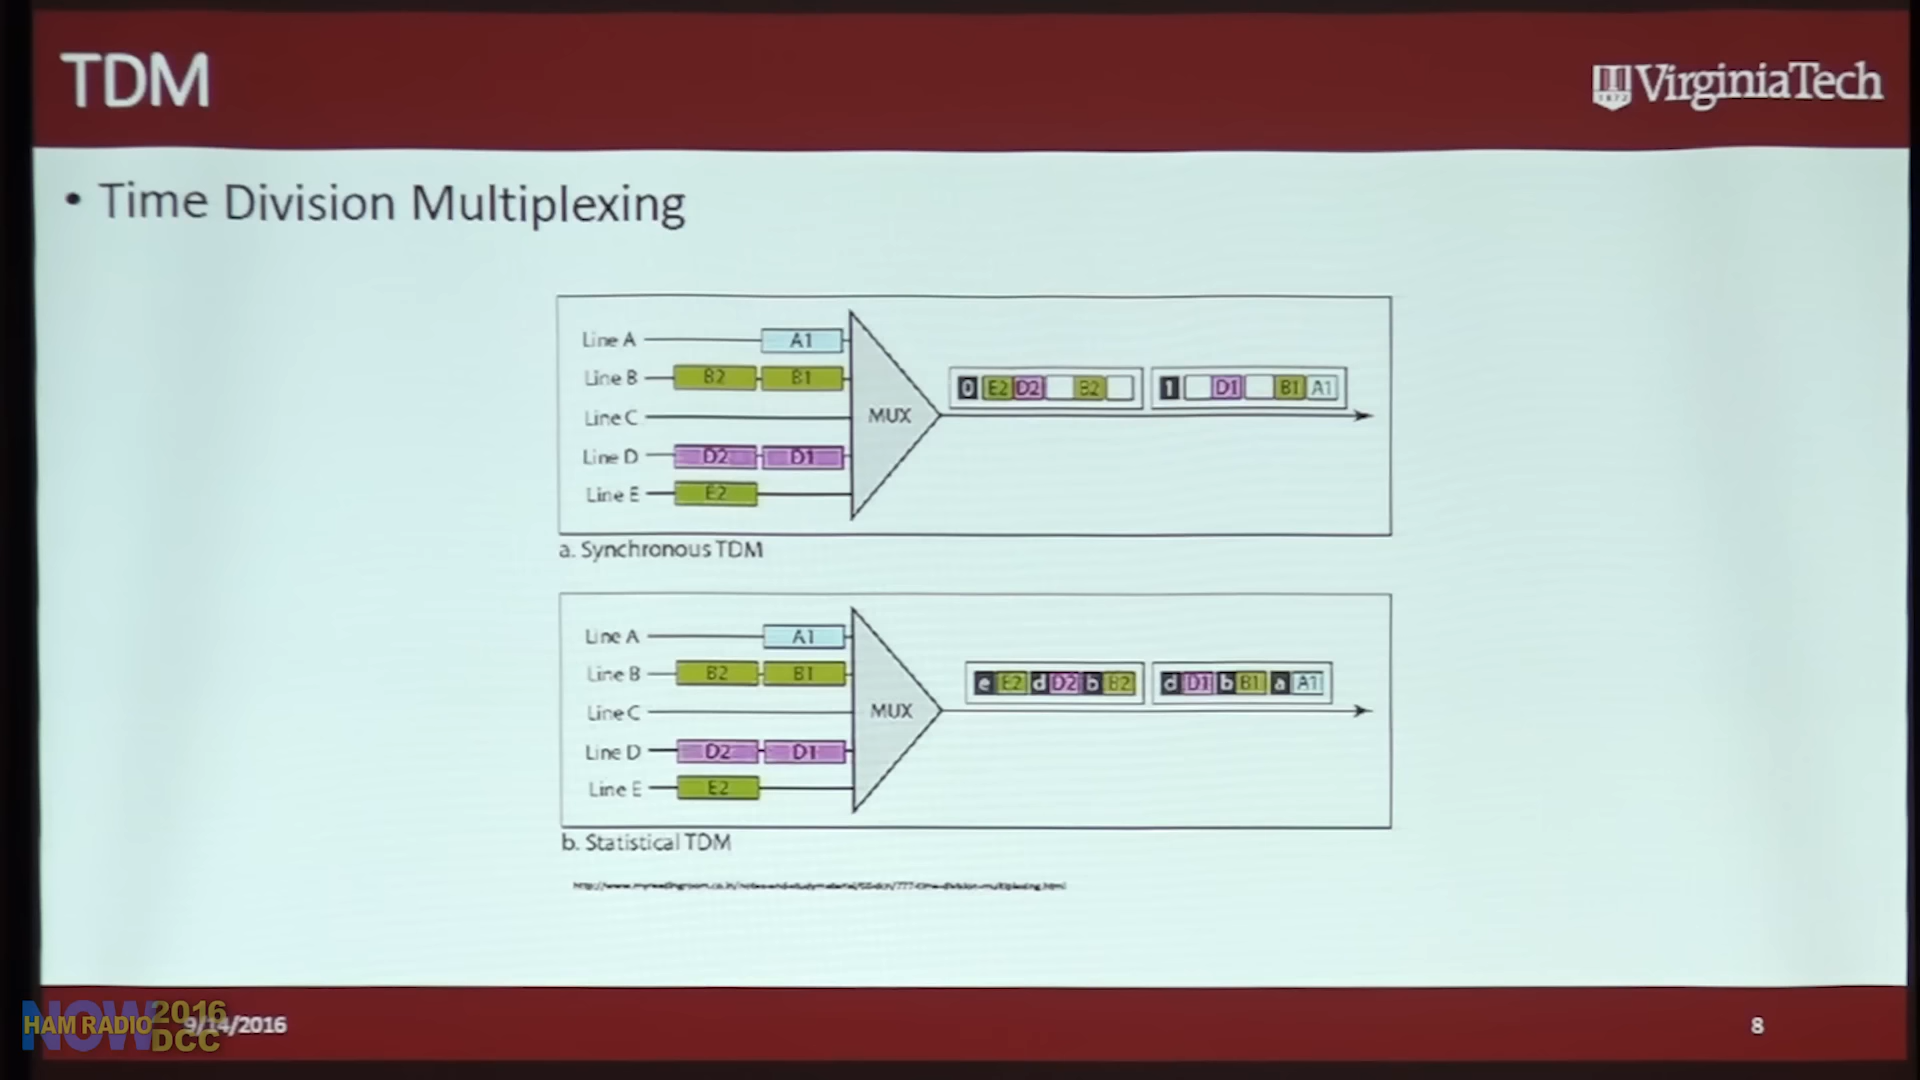 TDM
VirginiaTech
1872
• Time Division Multiplexing
Line A A1
Line B B2 B1
Line C
Line D D2 D1
Line E E2
MUX
0 E2 D2 B2
1 D1 B1 A1
a. Synchronous TDM
Line A A1
Line B B2 B1
Line C
Line D D2 D1
Line E E2
MUX
e E2 d D2 b B2
d D1 b B1 a A1
b. Statistical TDM
HAM RADIO NOW 2016 DCC
9/14/2016
8